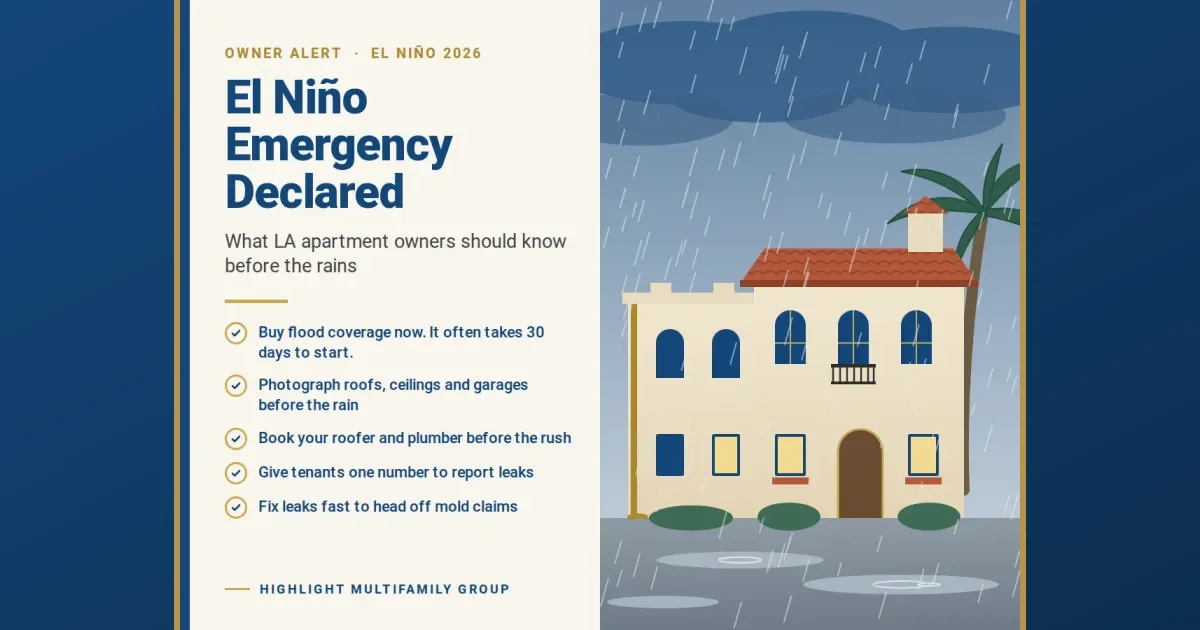 OWNER ALERT · EL NIÑO 2026
El Niño
Emergency
Declared
What LA apartment owners should know
before the rains
Buy flood coverage now. It often takes 30
days to start.
Photograph roofs, ceilings and garages
before the rain
Book your roofer and plumber before the rush
Give tenants one number to report leaks
Fix leaks fast to head off mold claims
HIGHLIGHT MULTIFAMILY GROUP